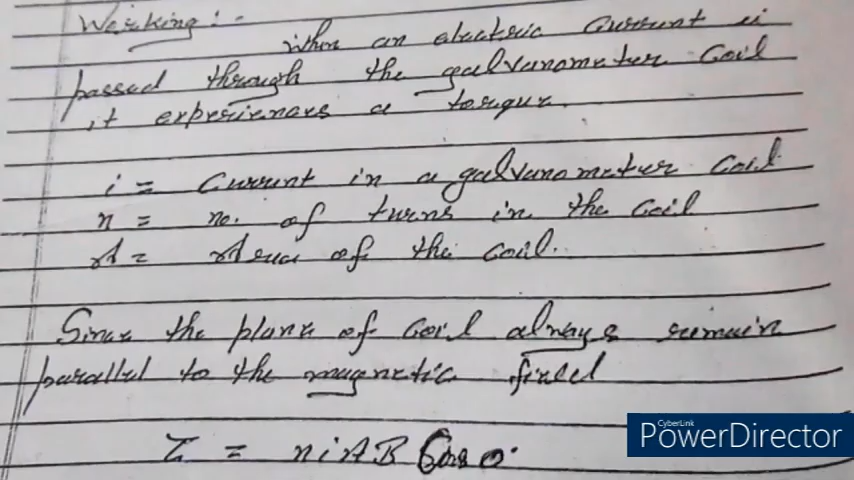 Working:-
When an electric current is
passed through the galvanometer coil
it experiences a torque.
i = Current in a galvanometer coil
n = no. of turns in the coil
A = Area of the coil.
Since the plane of coil always remain
parallel to the magnetic field
τ = niAB Cos 0°
CyberLink
PowerDirector